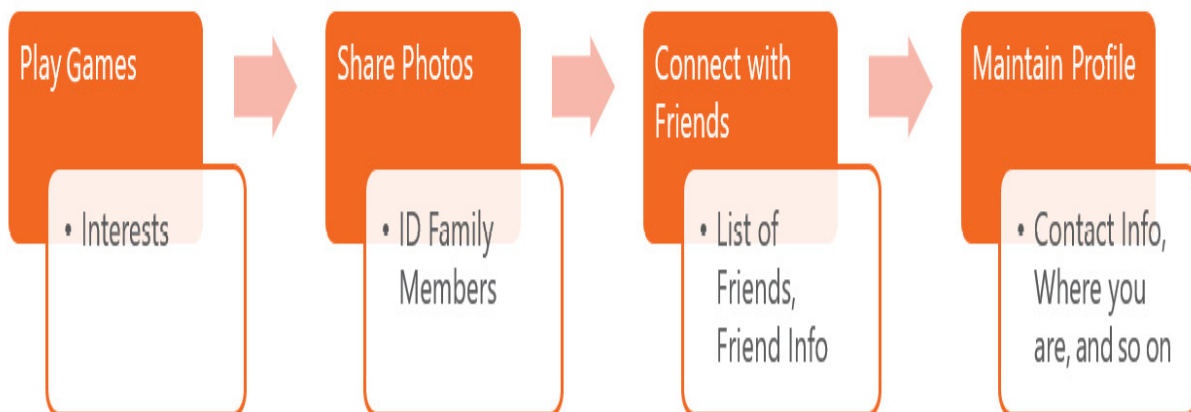 Play Games
• Interests
Share Photos
• ID Family
Members
Connect with
Friends
• List of
Friends,
Friend Info
Maintain Profile
• Contact Info,
Where you
are, and so on